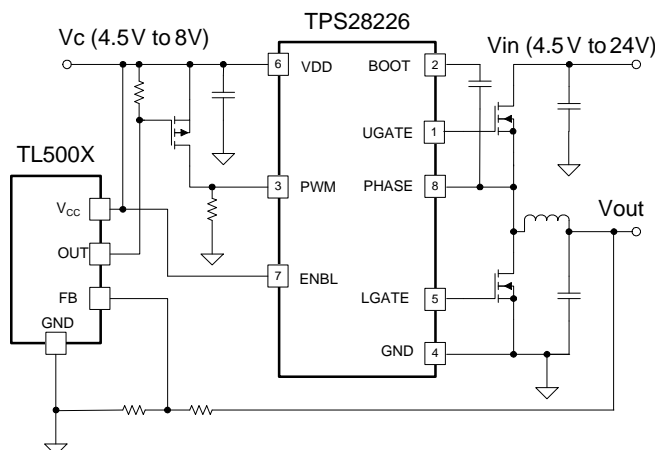 TPS28226
Vc (4.5V to 8V)
Vin (4.5V to 24V)
6 VDD
BOOT 2
UGATE 1
TL500X
3 PWM
PHASE 8
VCC
Vout
OUT
7 ENBL
FB
LGATE 5
GND
GND 4